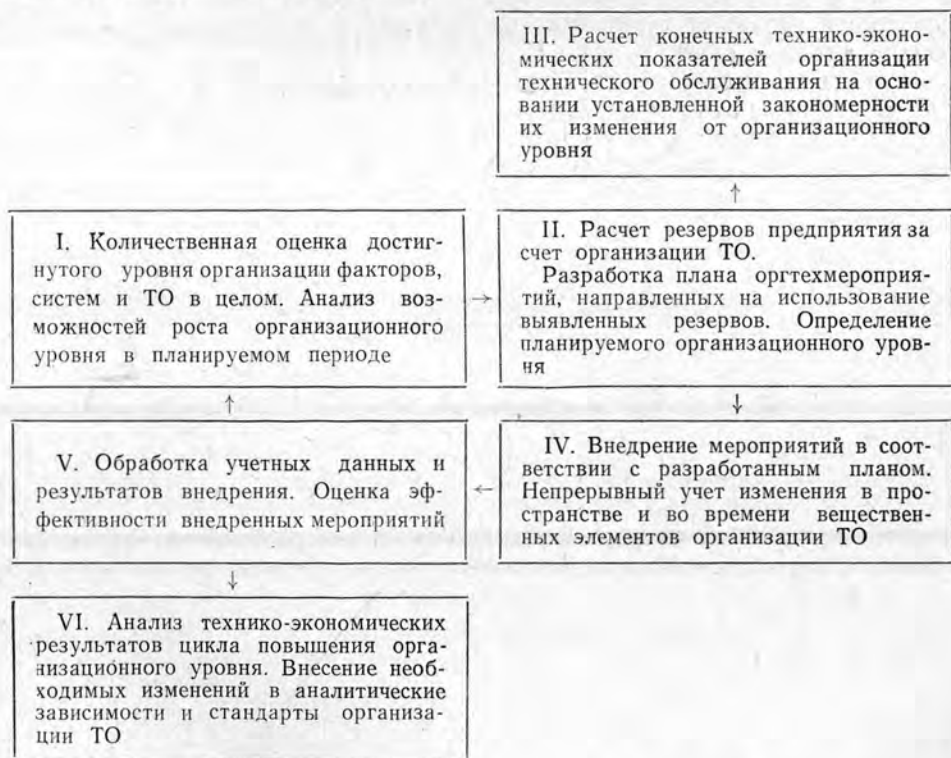 III. Расчет конечных технико-эконо-
мических показателей организации
технического обслуживания на осно-
вании установленной закономерности
их изменения от организационного
уровня
↑
I. Количественная оценка достиг-
нутого уровня организации факторов,
систем и ТО в целом. Анализ воз-
можностей роста организационного
уровня в планируемом периоде
→
II. Расчет резервов предприятия за
счет организации ТО.
Разработка плана оргтехмероприя-
тий, направленных на использование
выявленных резервов. Определение
планируемого организационного уров-
ня
↑
↓
V. Обработка учетных данных и
результатов внедрения. Оценка эф-
фективности внедренных мероприятий
←
IV. Внедрение мероприятий в соот-
ветствии с разработанным планом.
Непрерывный учет изменения в про-
странстве и во времени веществен-
ных элементов организации ТО
↓
VI. Анализ технико-экономических
результатов цикла повышения орга-
низационного уровня. Внесение необ-
ходимых изменений в аналитические
зависимости и стандарты организа-
ции ТО